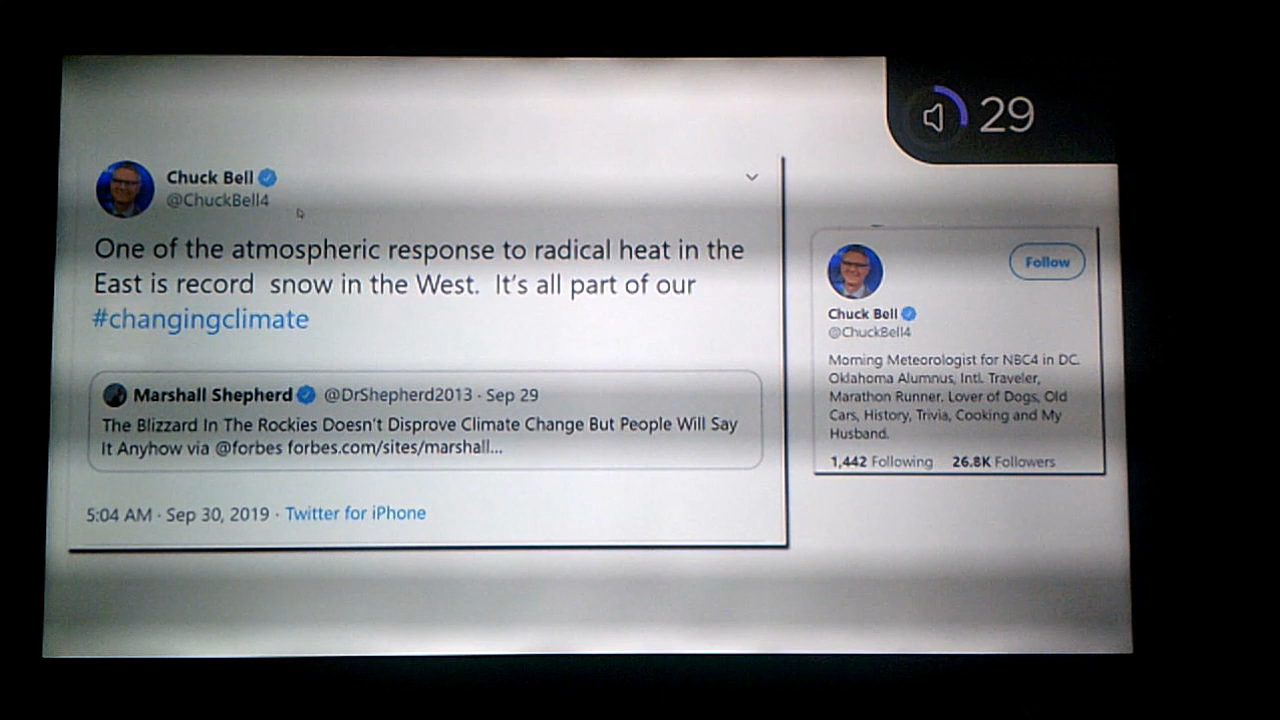 29
Chuck Bell
@ChuckBell4
One of the atmospheric response to radical heat in the
East is record snow in the West. It's all part of our
#changingclimate
Marshall Shepherd @DrShepherd2013 · Sep 29
The Blizzard In The Rockies Doesn't Disprove Climate Change But People Will Say
It Anyhow via @forbes forbes.com/sites/marshall...
5:04 AM · Sep 30, 2019 · Twitter for iPhone
Follow
Chuck Bell
@ChuckBell4
Morning Meteorologist for NBC4 in DC.
Oklahoma Alumnus, Intl. Traveler,
Marathon Runner. Lover of Dogs, Old
Cars, History, Trivia, Cooking and My
Husband.
1,442 Following 26.8K Followers